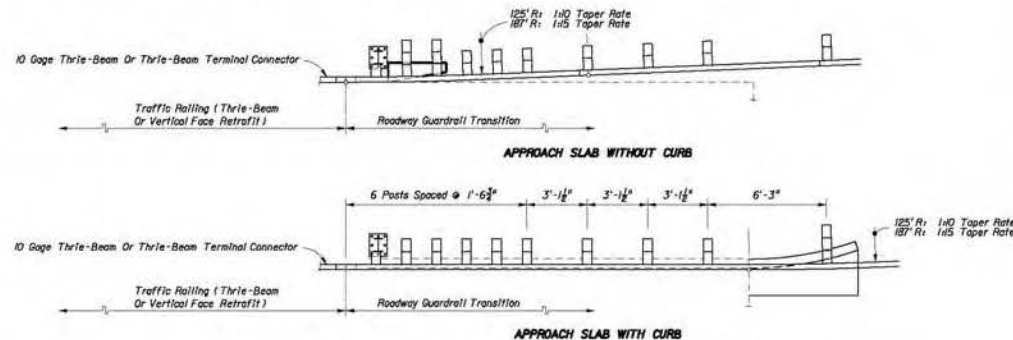 125' R: 1:10 Taper Rate
187' R: 1:15 Taper Rate
10 Gage Thrie-Beam Or Thrie-Beam Terminal Connector
Traffic Railing (Thrie-Beam
Or Vertical Face Retrofit)
Roadway Guardrail Transition
APPROACH SLAB WITHOUT CURB
6 Posts Spaced @ 1'-6¾"
3'-1½"
3'-1½"
3'-1½"
6'-3"
125' R: 1:10 Taper Rate
187' R: 1:15 Taper Rate
10 Gage Thrie-Beam Or Thrie-Beam Terminal Connector
Traffic Railing (Thrie-Beam
Or Vertical Face Retrofit)
Roadway Guardrail Transition
APPROACH SLAB WITH CURB